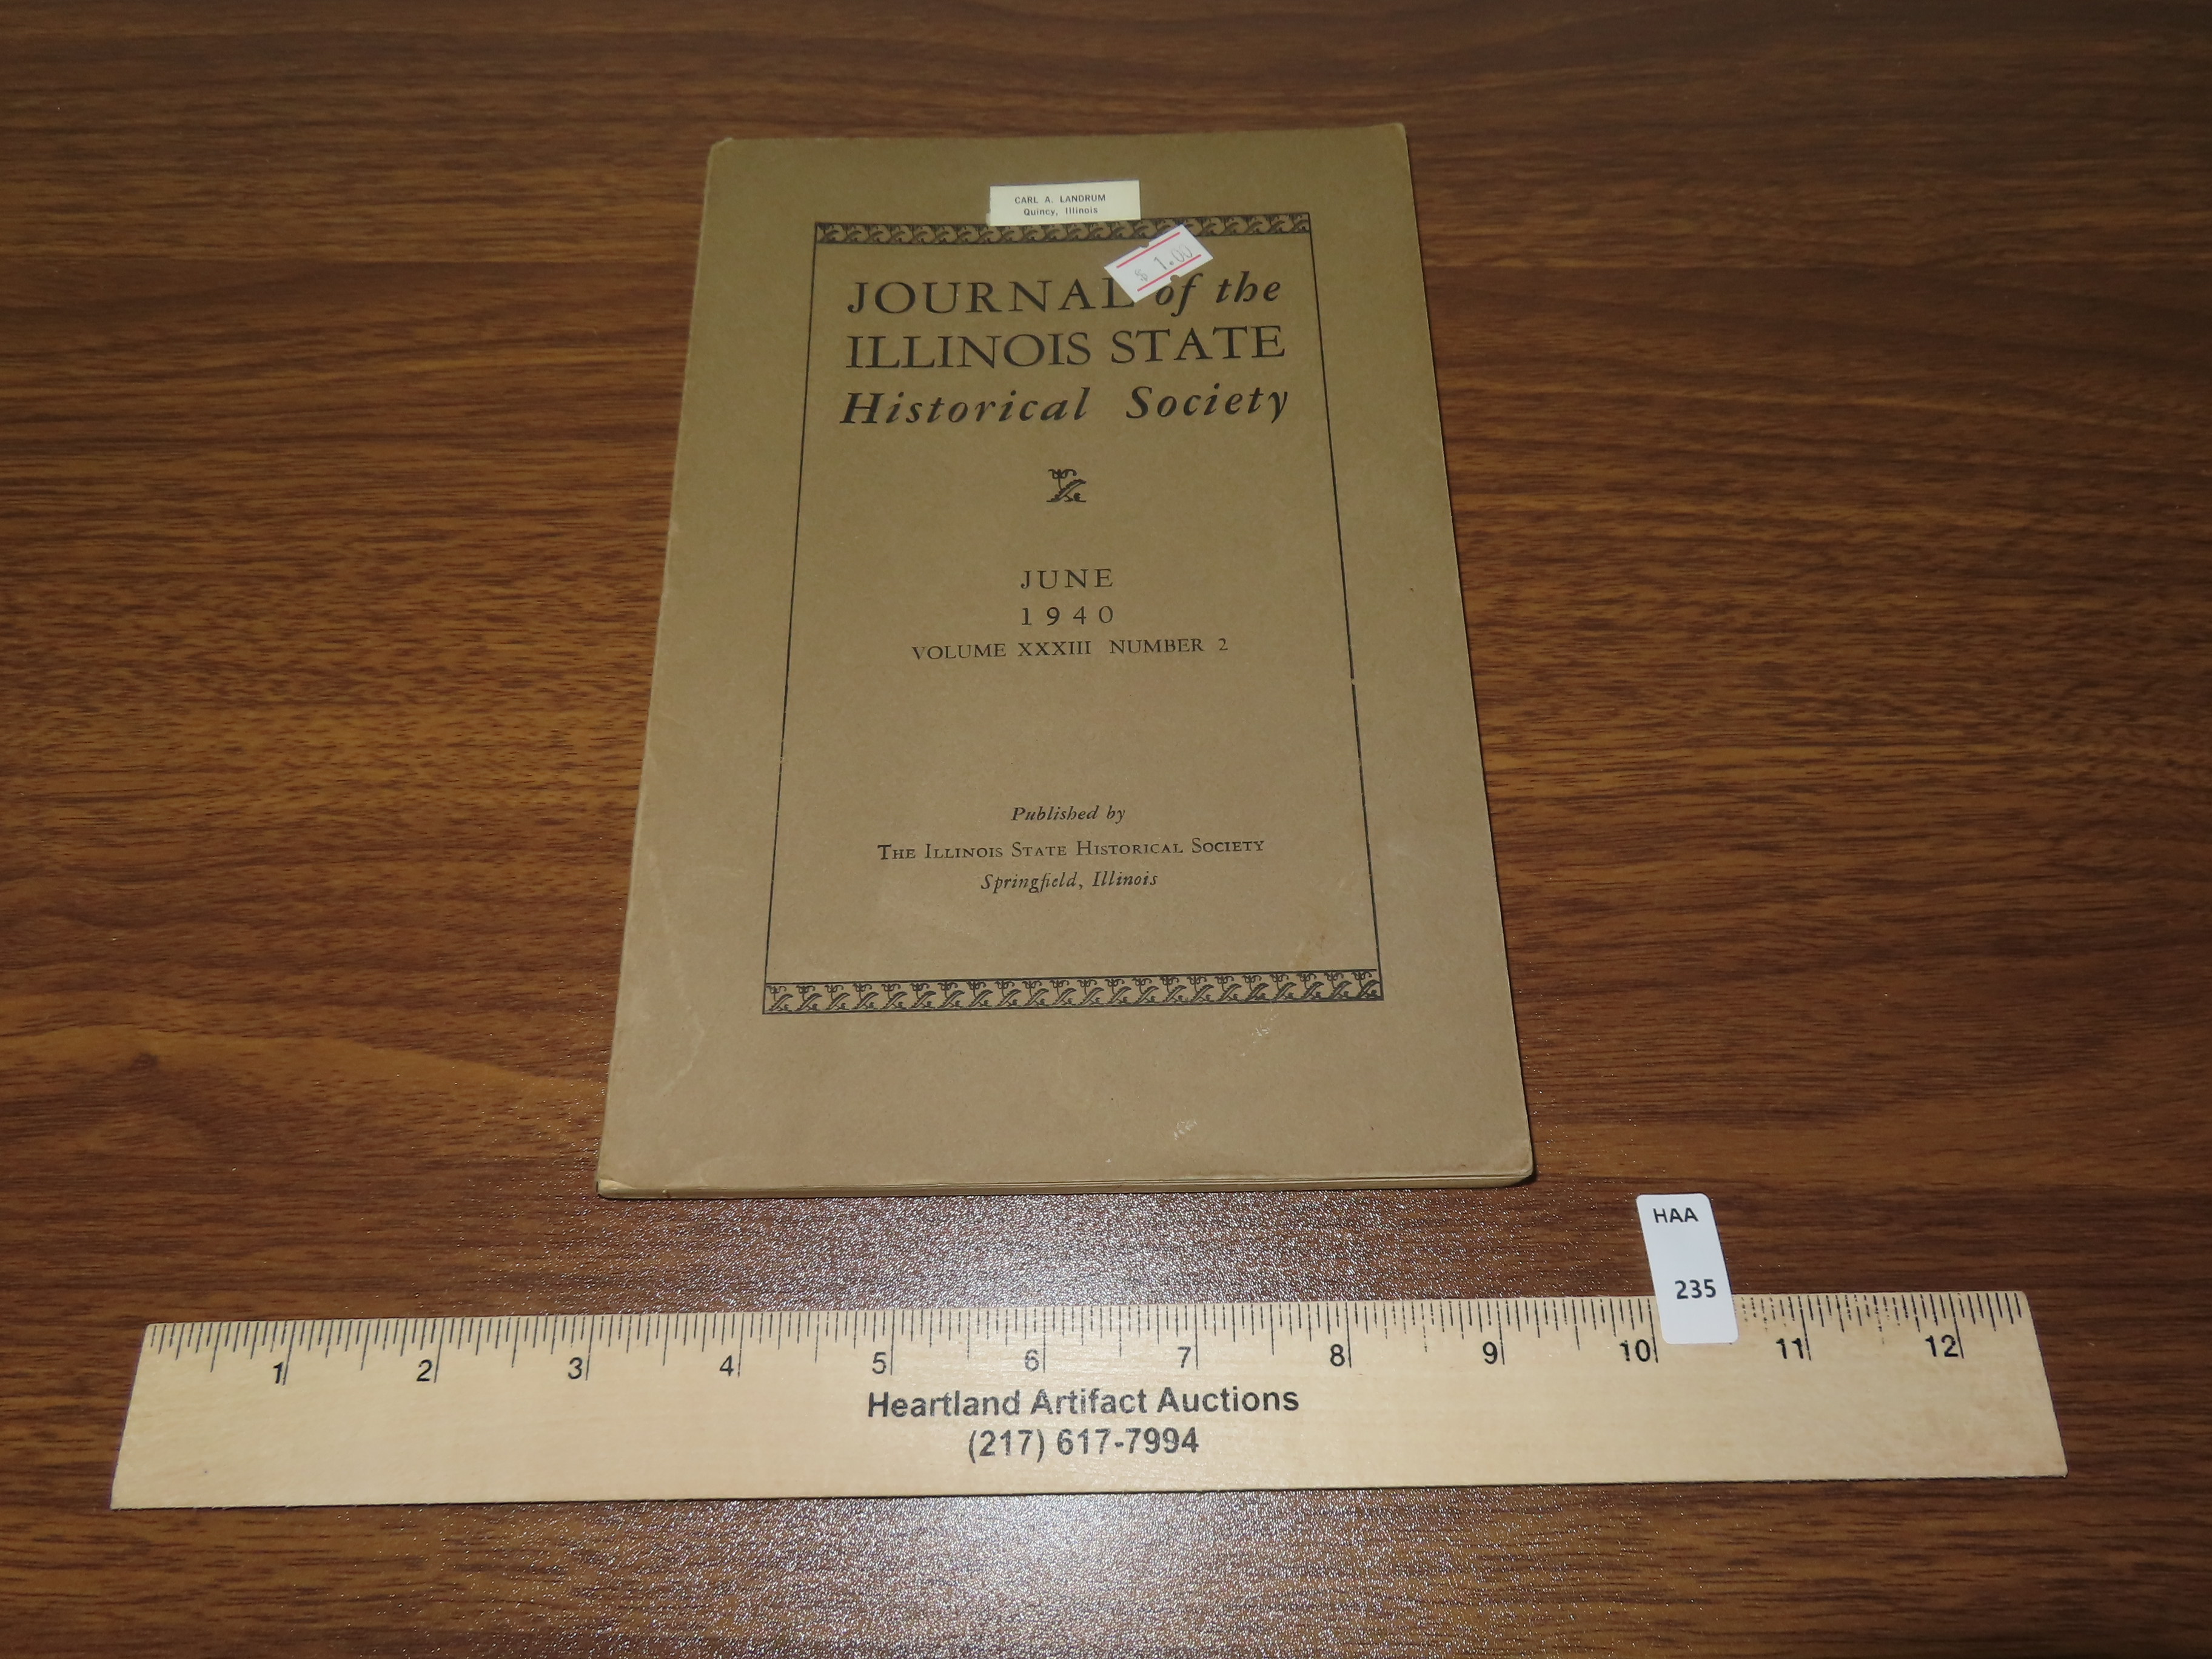 CARL A. LANDRUM
Quincy, Illinois
$ 1.00
JOURNAL of the
ILLINOIS STATE
Historical Society
JUNE
1940
VOLUME XXXIII NUMBER 2
Published by
THE ILLINOIS STATE HISTORICAL SOCIETY
Springfield, Illinois
HAA
235
1 2 3 4 5 6 7 8 9 10 11 12
Heartland Artifact Auctions
(217) 617-7994